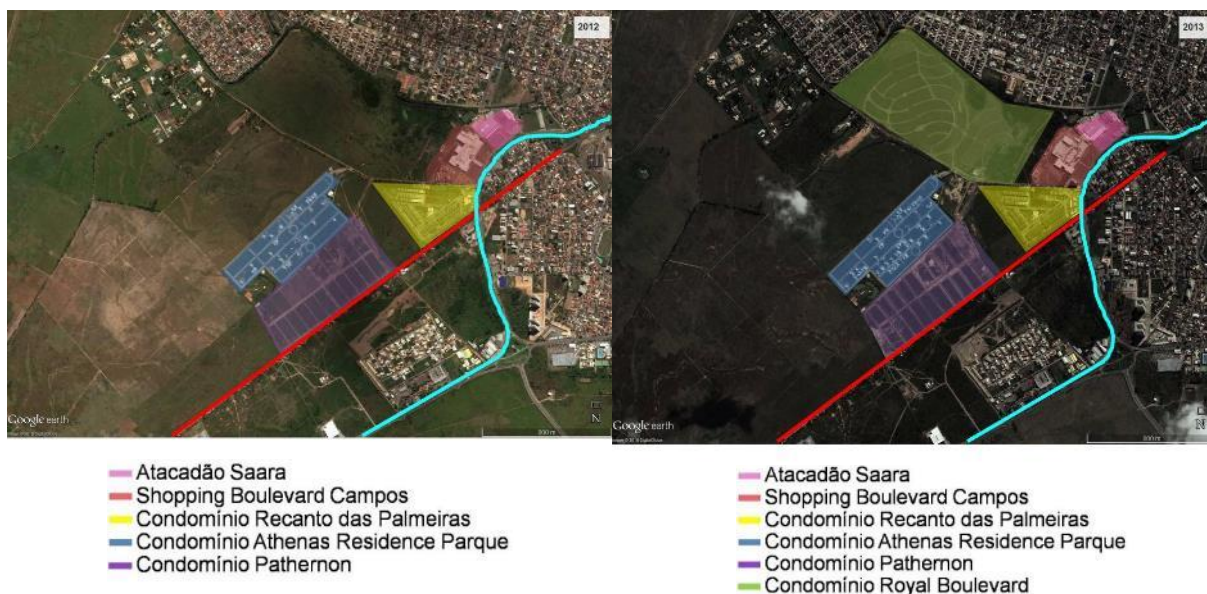 2012
2013
Google earth
800 m
N
Google earth
800 m
N
Atacadão Saara
Shopping Boulevard Campos
Condomínio Recanto das Palmeiras
Condomínio Athenas Residence Parque
Condomínio Pathernon
Atacadão Saara
Shopping Boulevard Campos
Condomínio Recanto das Palmeiras
Condomínio Athenas Residence Parque
Condomínio Pathernon
Condomínio Royal Boulevard